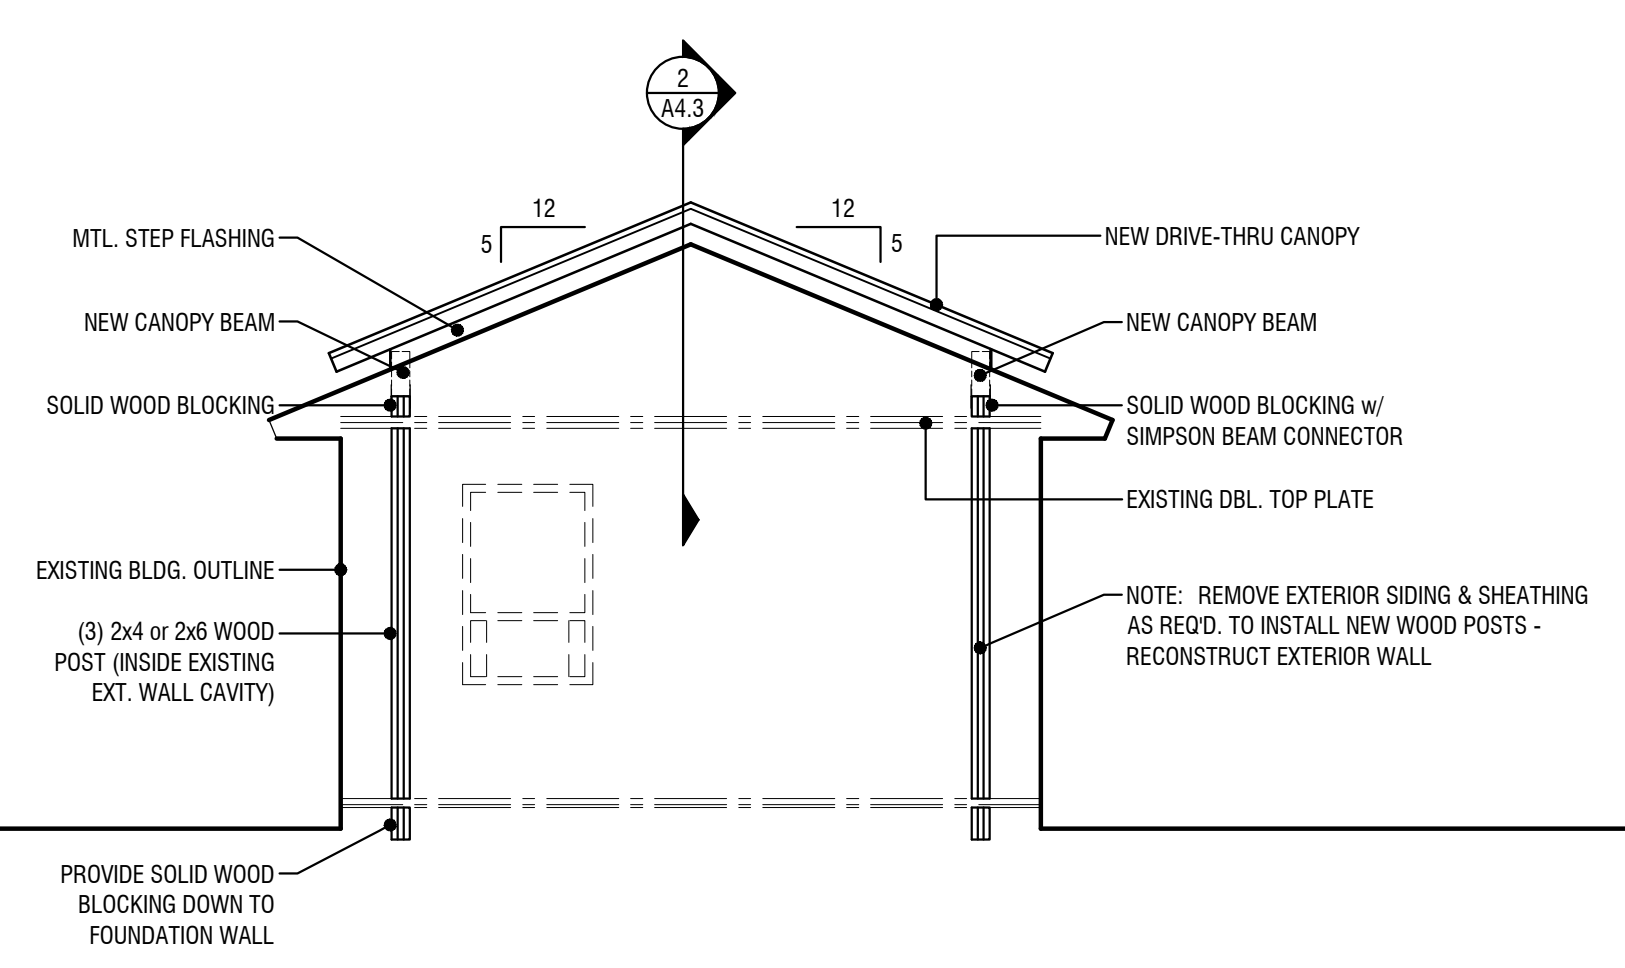 2
A4.3
12
5
12
5
MTL. STEP FLASHING
NEW CANOPY BEAM
SOLID WOOD BLOCKING
EXISTING BLDG. OUTLINE
(3) 2x4 or 2x6 WOOD
POST (INSIDE EXISTING
EXT. WALL CAVITY)
PROVIDE SOLID WOOD
BLOCKING DOWN TO
FOUNDATION WALL
NEW DRIVE-THRU CANOPY
NEW CANOPY BEAM
SOLID WOOD BLOCKING w/
SIMPSON BEAM CONNECTOR
EXISTING DBL. TOP PLATE
NOTE: REMOVE EXTERIOR SIDING & SHEATHING
AS REQ'D. TO INSTALL NEW WOOD POSTS -
RECONSTRUCT EXTERIOR WALL